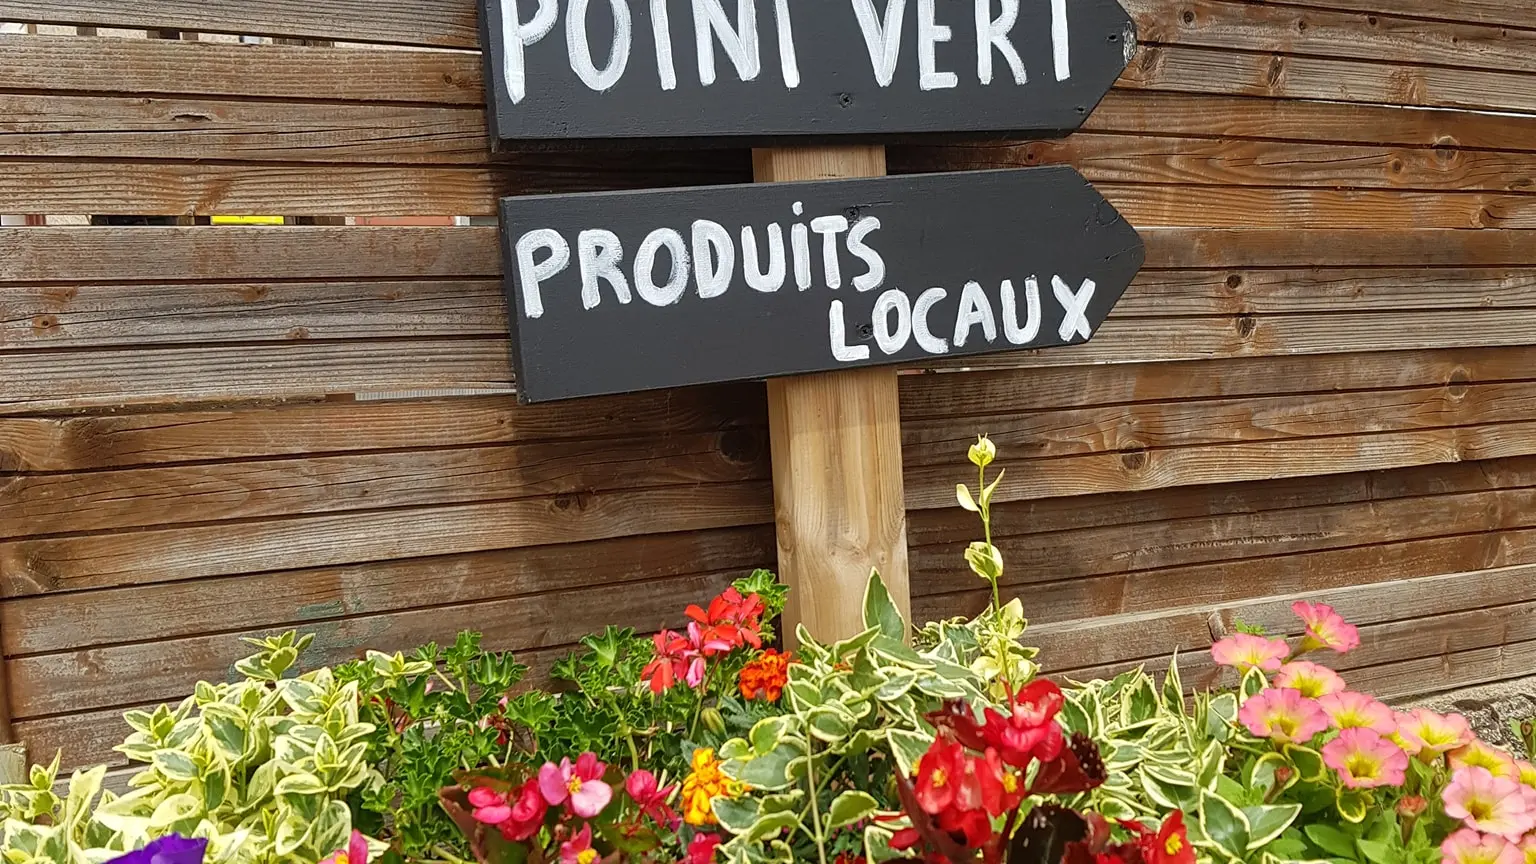 POINT VERT
PRODUiTS
LOCAUX